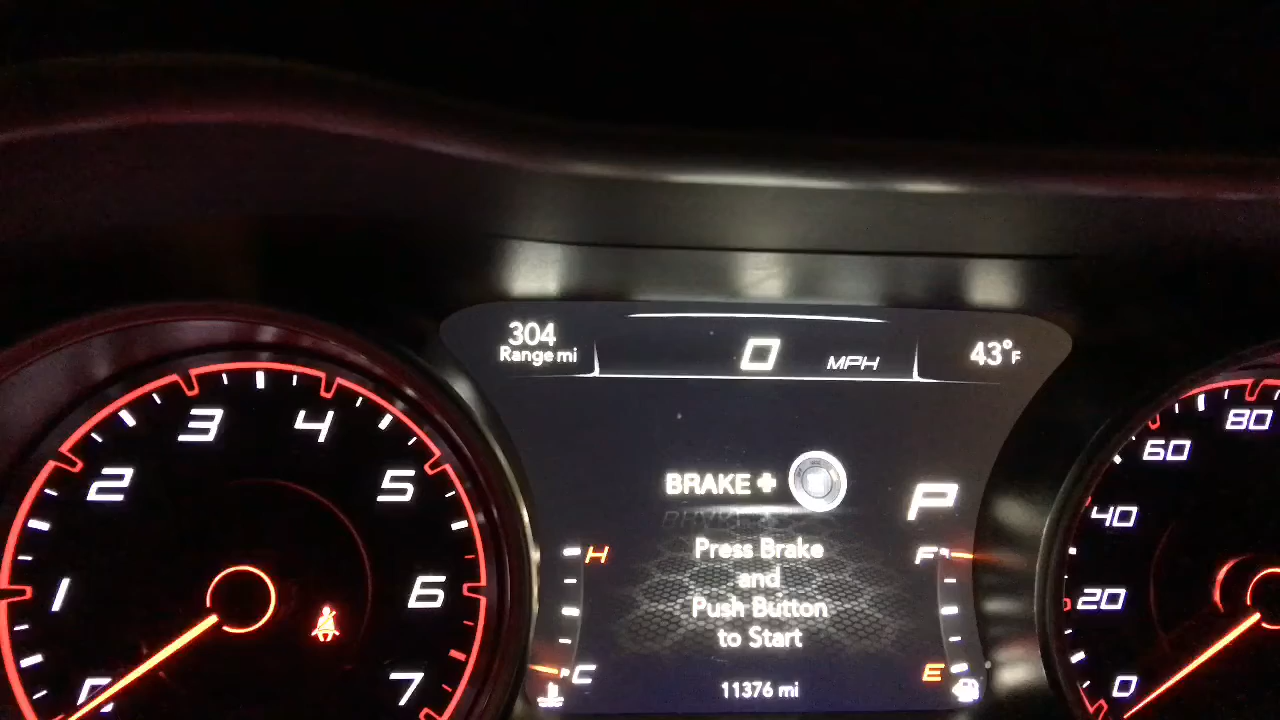 304
Range mi
0 MPH
43°F
BRAKE +
P
Press Brake
and
Push Button
to Start
H
C
F
E
11376 mi
1
2
3
4
5
6
7
0
20
40
60
80